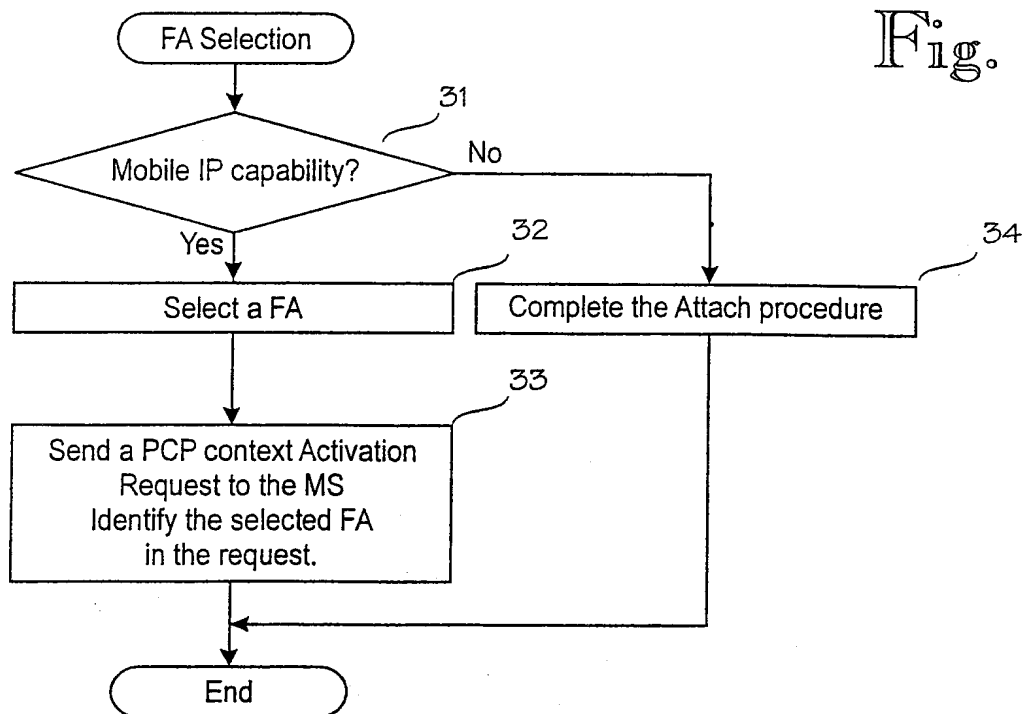 FA Selection
Fig.
31
Mobile IP capability?
No
Yes
32
34
Select a FA
Complete the Attach procedure
33
Send a PCP context Activation
Request to the MS
Identify the selected FA
in the request.
End